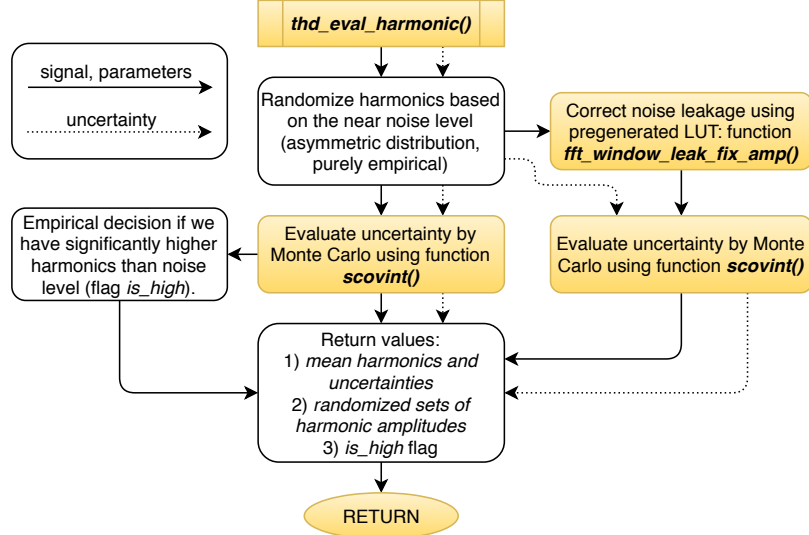 thd_eval_harmonic()
signal, parameters
uncertainty
Randomize harmonics based
on the near noise level
(asymmetric distribution,
purely empirical)
Correct noise leakage using
pregenerated LUT: function
fft_window_leak_fix_amp()
Empirical decision if we
have significantly higher
harmonics than noise
level (flag is_high).
Evaluate uncertainty by
Monte Carlo using function
scovint()
Evaluate uncertainty by Monte
Carlo using function scovint()
Return values:
1) mean harmonics and
uncertainties
2) randomized sets of
harmonic amplitudes
3) is_high flag
RETURN